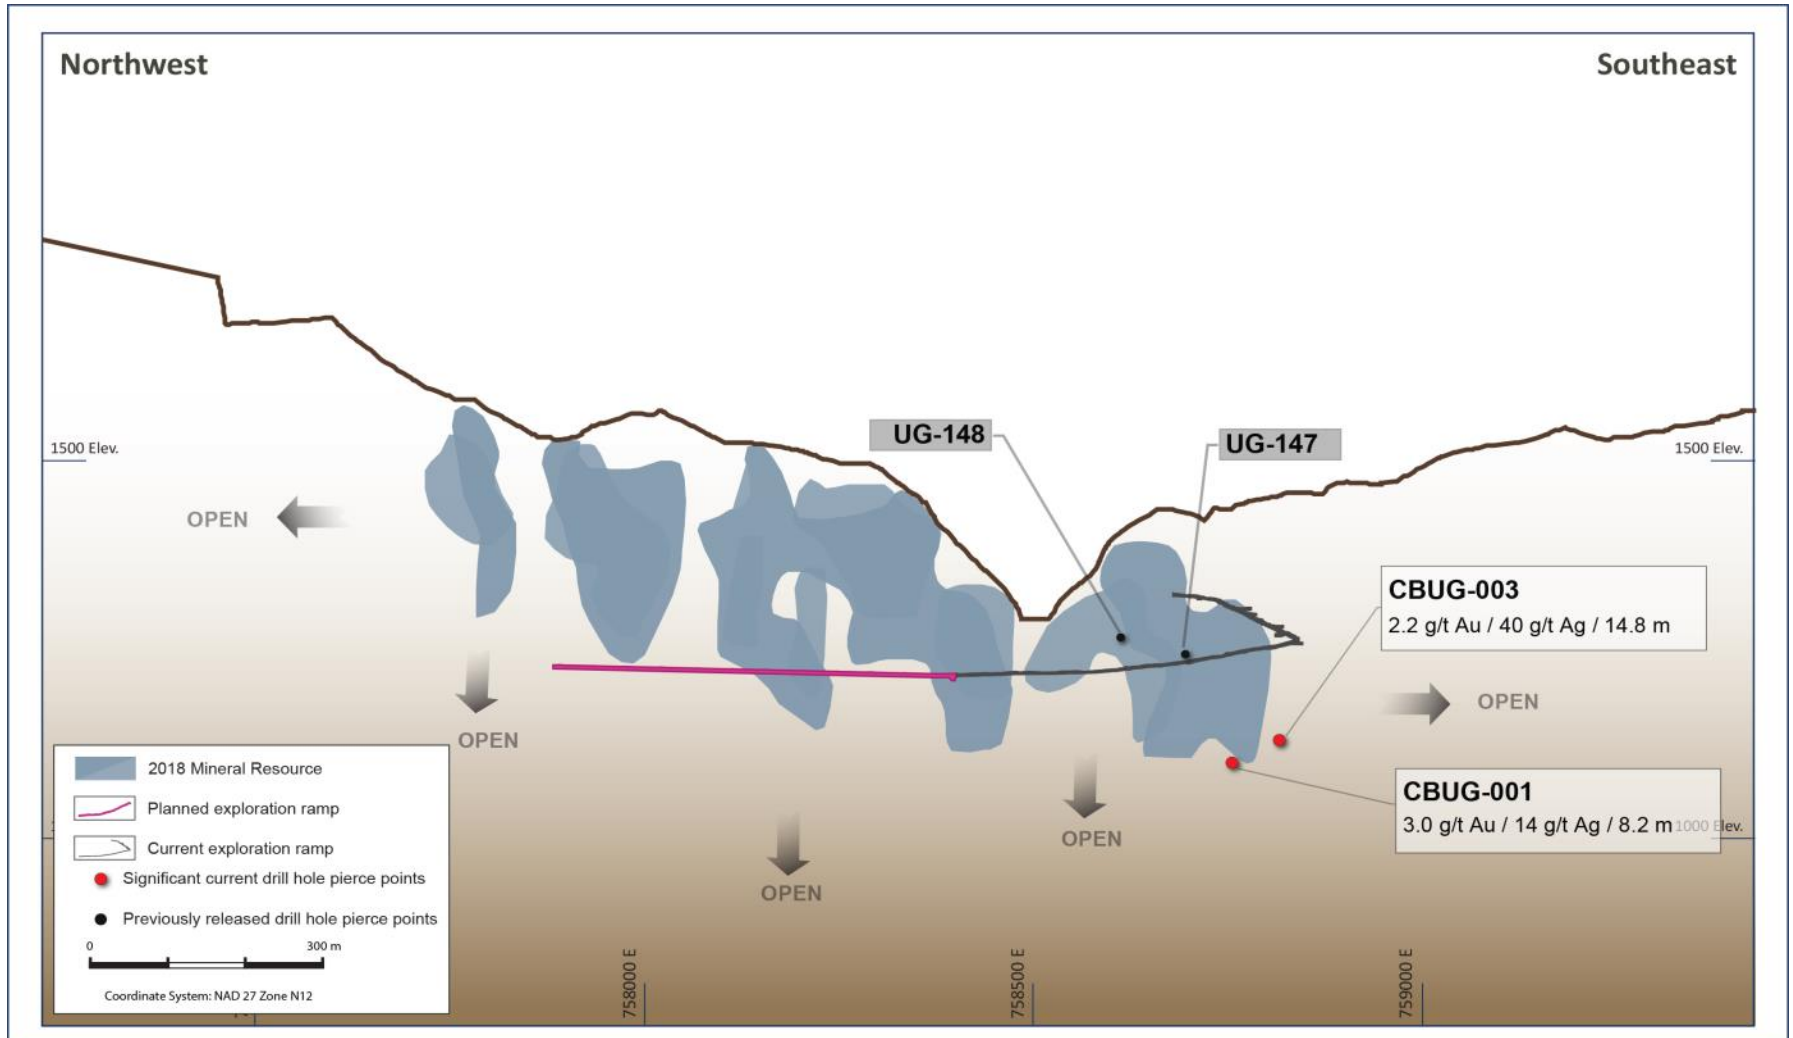 Northwest
Southeast
UG-148
UG-147
1500 Elev.
1500 Elev.
OPEN
CBUG-003
2.2 g/t Au / 40 g/t Ag / 14.8 m
OPEN
OPEN
2018 Mineral Resource
CBUG-001
Planned exploration ramp
3.0 g/t Au / 14 g/t Ag / 8.2 m
1000 Elev.
OPEN
Current exploration ramp
Significant current drill hole pierce points
OPEN
Previously released drill hole pierce points
0 300 m
Coordinate System: NAD 27 Zone N12
758000 E
758500 E
759000 E